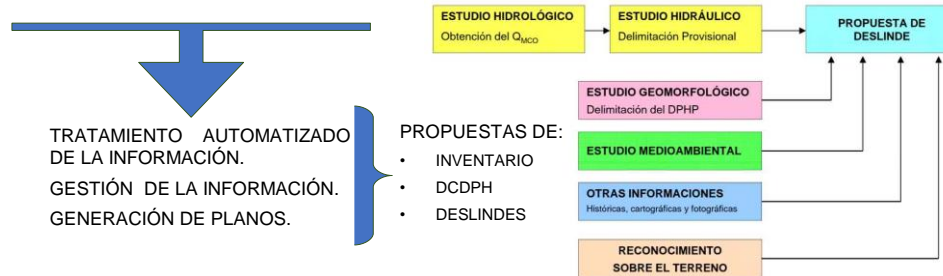 TRATAMIENTO AUTOMATIZADO
DE LA INFORMACIÓN.
GESTIÓN DE LA INFORMACIÓN.
GENERACIÓN DE PLANOS.
PROPUESTAS DE:
• INVENTARIO
• DCDPH
• DESLINDES
ESTUDIO HIDROLÓGICO
Obtención del QMCO
ESTUDIO HIDRÁULICO
Delimitación Provisional
PROPUESTA DE
DESLINDE
ESTUDIO GEOMORFOLÓGICO
Delimitación del DPHP
ESTUDIO MEDIOAMBIENTAL
OTRAS INFORMACIONES
Históricas, cartográficas y fotográficas
RECONOCIMIENTO
SOBRE EL TERRENO